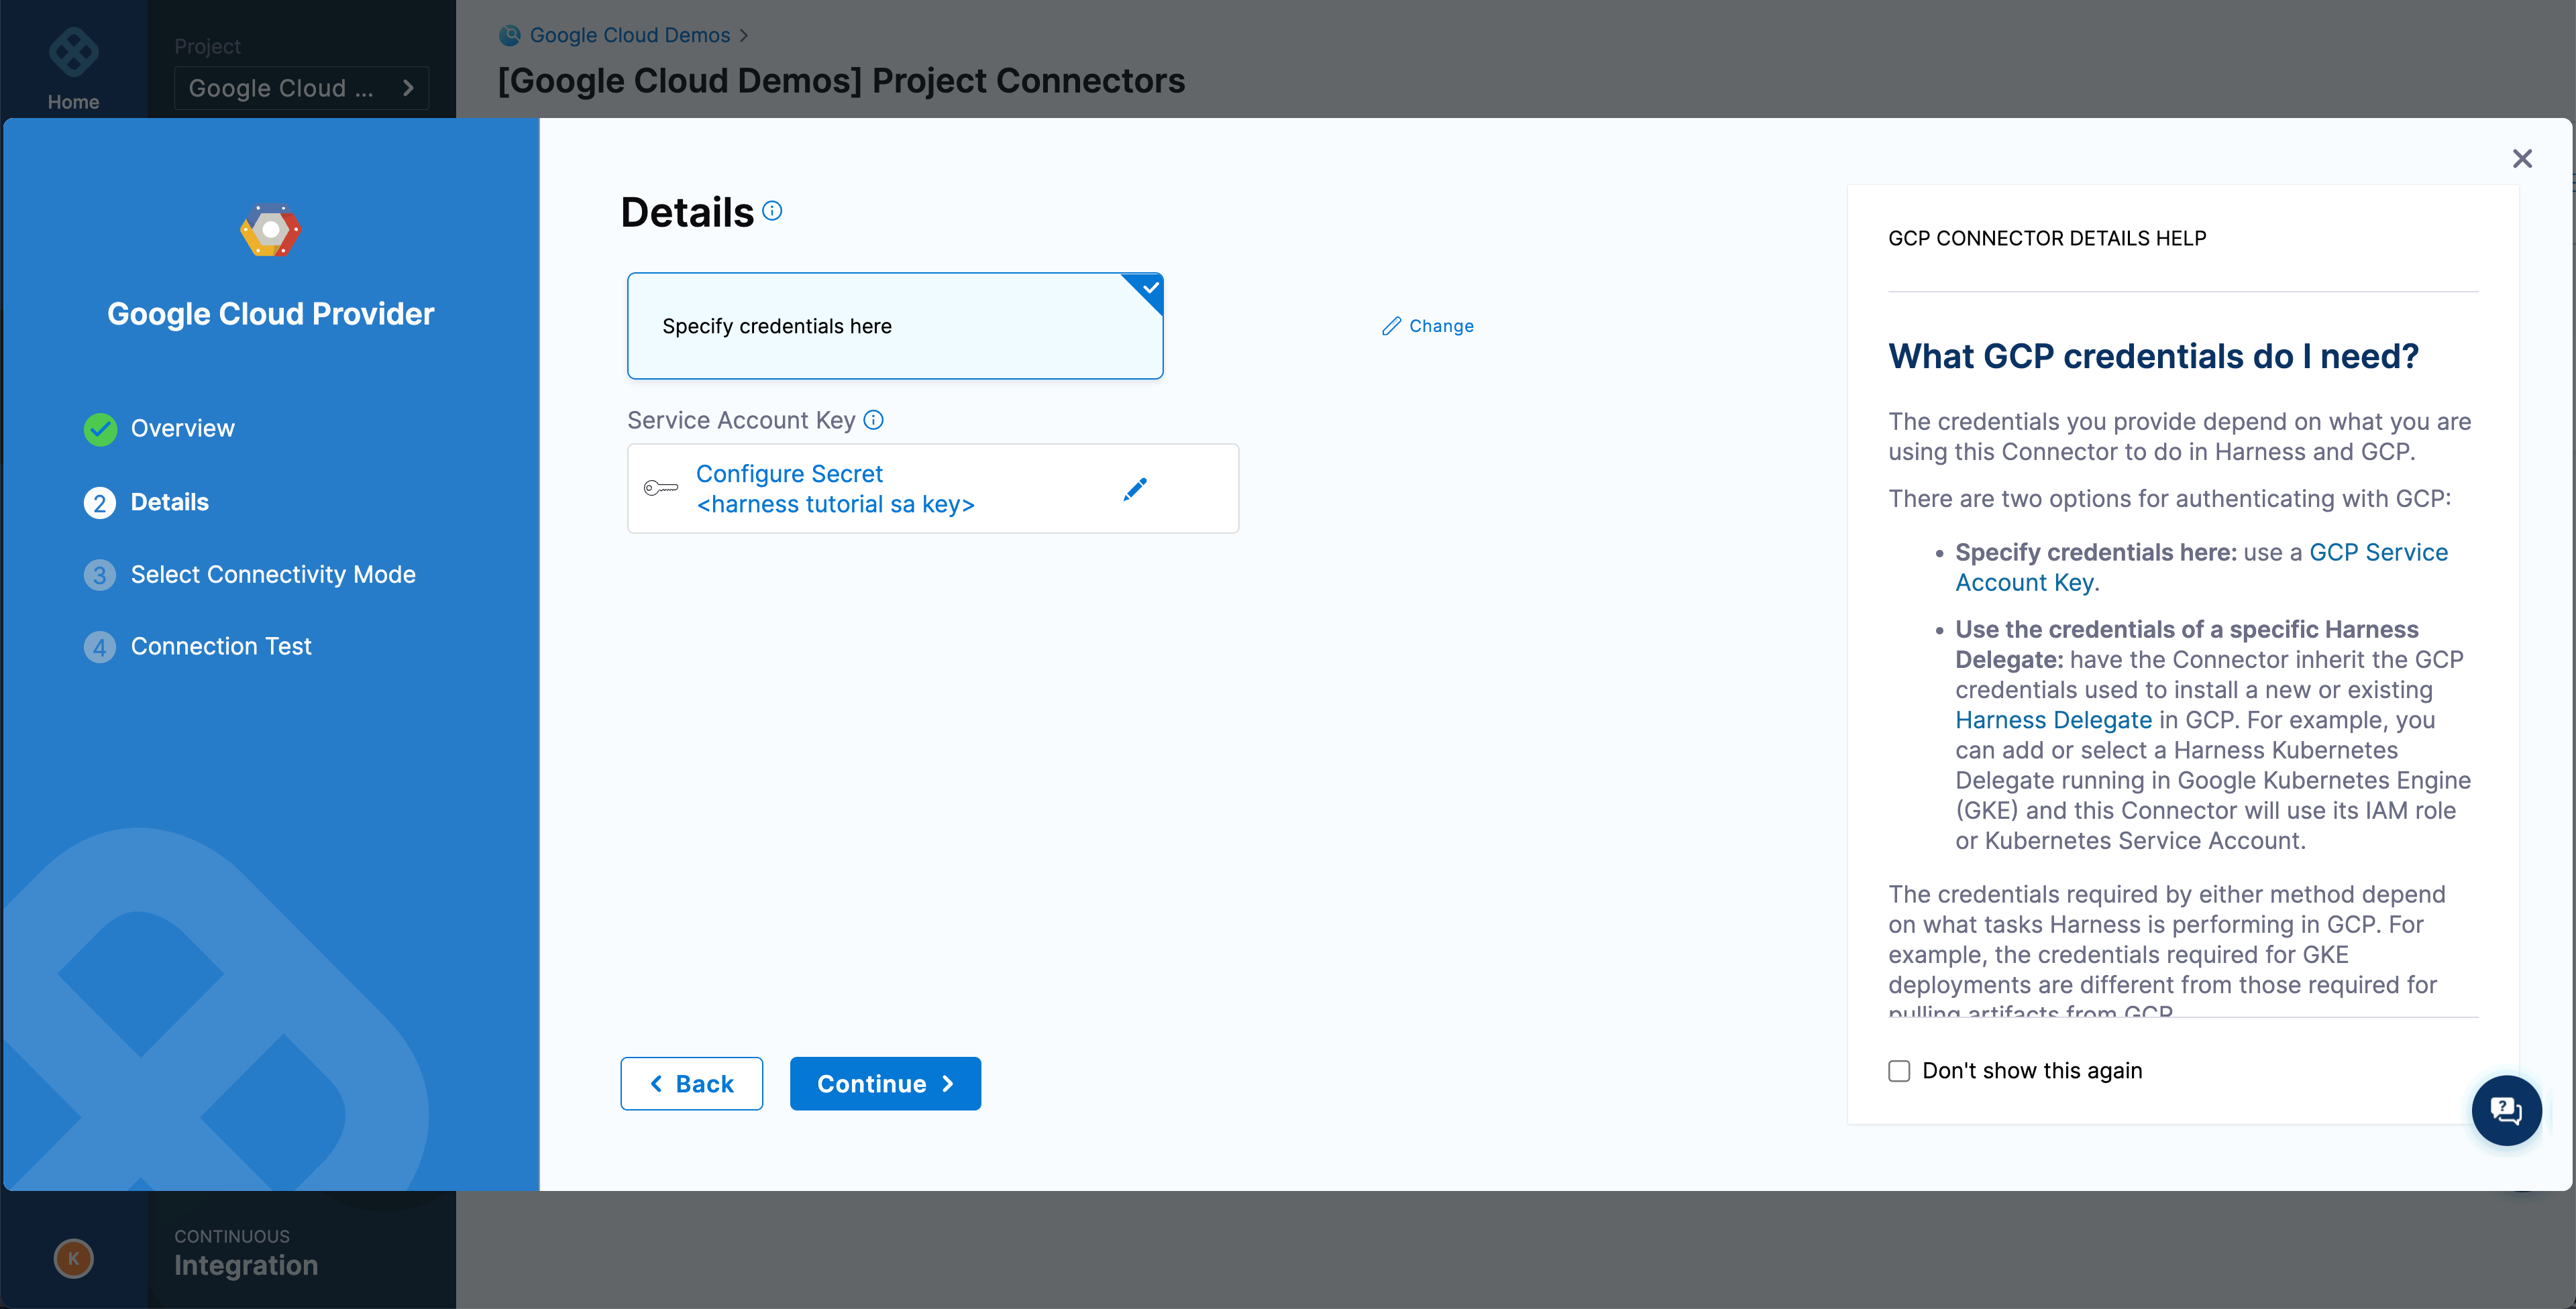 Home
Project
Google Cloud ...
Google Cloud Demos
[Google Cloud Demos] Project Connectors
Google Cloud Provider
Overview
2 Details
3 Select Connectivity Mode
4 Connection Test
Details
Specify credentials here
Change
Service Account Key
Configure Secret
<harness tutorial sa key>
Back
Continue
GCP CONNECTOR DETAILS HELP
What GCP credentials do I need?
The credentials you provide depend on what you are
using this Connector to do in Harness and GCP.
There are two options for authenticating with GCP:
• Specify credentials here: use a GCP Service
Account Key.
• Use the credentials of a specific Harness
Delegate: have the Connector inherit the GCP
credentials used to install a new or existing
Harness Delegate in GCP. For example, you
can add or select a Harness Kubernetes
Delegate running in Google Kubernetes Engine
(GKE) and this Connector will use its IAM role
or Kubernetes Service Account.
The credentials required by either method depend
on what tasks Harness is performing in GCP. For
example, the credentials required for GKE
deployments are different from those required for
pulling artifacts from GCP
Don't show this again
K
CONTINUOUS
Integration